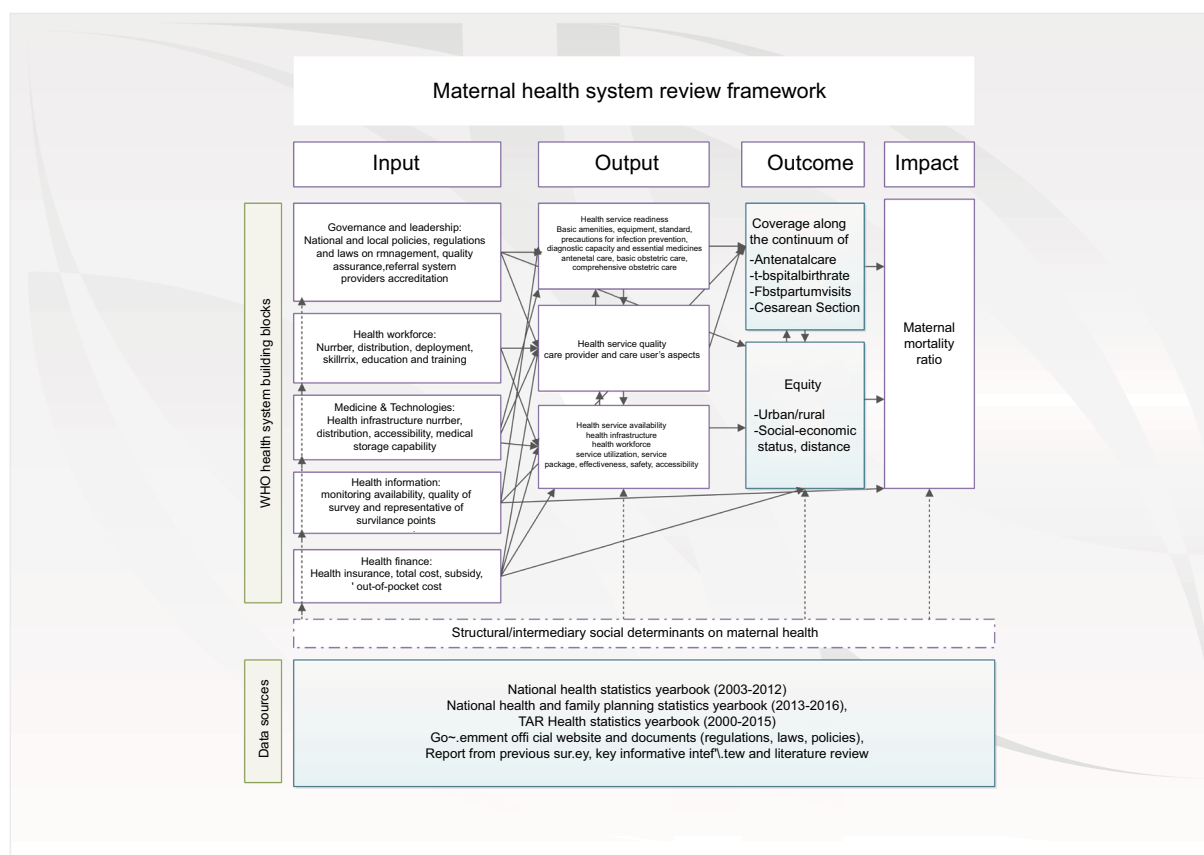 Maternal health system review framework
Input
Output
Outcome
Impact
WHO health system building blocks
Governance and leadership:
National and local policies, regulations
and laws on rmnagement, quality
assurance,referral system
providers accreditation
Health workforce:
Nurrber, distribution, deployment,
skillrrix, education and training
Medicine & Technologies:
Health infrastructure nurrber,
distribution, accessibility, medical
storage capability
Health information:
monitoring availability, quality of
survey and representative of
survilance points
Health finance:
Health insurance, total cost, subsidy,
' out-of-pocket cost
Health service readiness
Basic amenities, equipment, standard,
precautions for infection prevention,
diagnostic capacity and essential medicines
antenetal care, basic obstetric care,
comprehensive obstetric care
Health service quality
care provider and care user's aspects
Health service availability
health infrastructure
health workforce
service utilization, service
package, effectiveness, safety, accessibility
Coverage along
the continuum of
-Antenatalcare
-t-bspitalbirthrate
-Fbstpartumvisits
-Cesarean Section
Equity
-Urban/rural
-Social-economic
status, distance
Maternal
mortality
ratio
Structural/intermediary social determinants on maternal health
Data sources
National health statistics yearbook (2003-2012)
National health and family planning statistics yearbook (2013-2016),
TAR Health statistics yearbook (2000-2015)
Go~.emment offi cial website and documents (regulations, laws, policies),
Report from previous sur.ey, key informative intef'\.tew and literature review